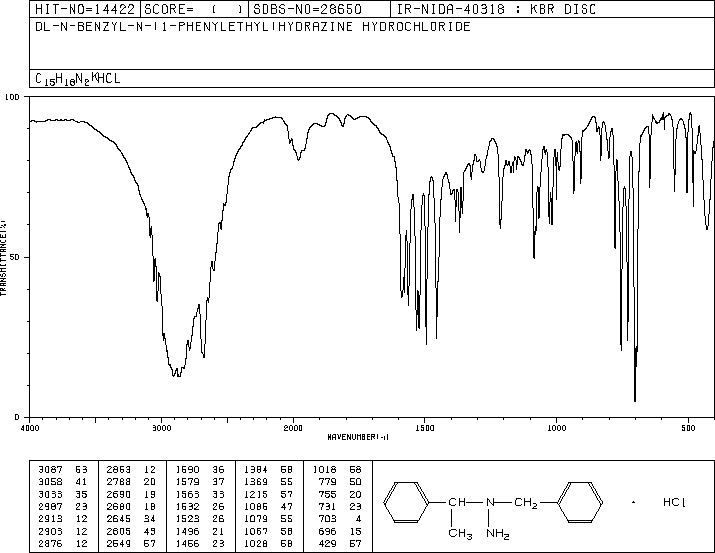 HIT-NO=14422 SCORE= ( ) SDBS-NO=28650 IR-NIDA-40318 : KBR DISC
DL-N-BENZYL-N-(1-PHENYLETHYL)HYDRAZINE HYDROCHLORIDE
C15H18N2*HCL
100
50
0
TRANSMITTANCE(%)
4000 3000 2000 1500 1000 500
WAVENUMBER(-1)
3087 63 2853 12 1590 36 1384 58 1018 58
3058 41 2788 20 1579 37 1369 55 779 50
3033 35 2690 19 1563 33 1215 57 755 20
2987 23 2680 18 1532 26 1086 47 731 23
2913 12 2645 34 1523 26 1079 55 703 4
2903 12 2605 43 1496 21 1067 58 696 15
2876 12 2549 57 1456 23 1028 58 429 57
CH N CH2 · HCl
CH3 NH2